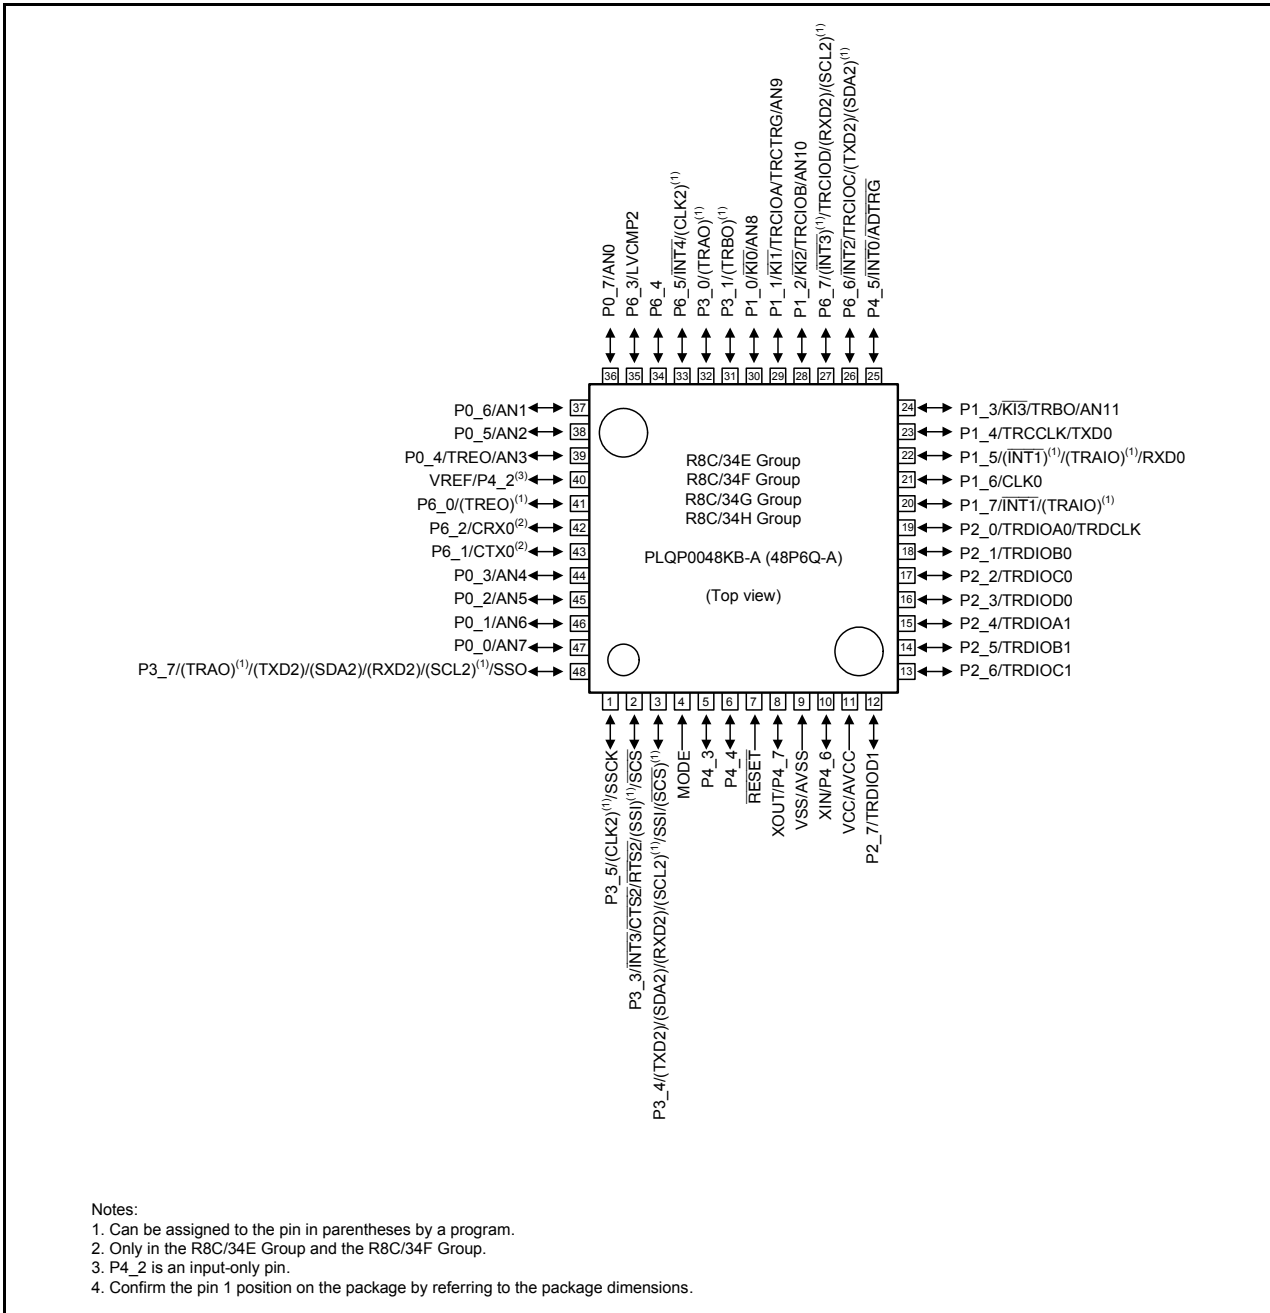 P0_7/AN0
P6_3/LVCMP2
P6_4
P6_5/INT4/(CLK2)(1)
P3_0/(TRAO)(1)
P3_1/(TRBO)(1)
P1_0/KI0/AN8
P1_1/KI1/TRCIOA/TRCTRG/AN9
P1_2/KI2/TRCIOB/AN10
P6_7/(INT3)(1)/TRCIOD/(RXD2)/(SCL2)(1)
P6_6/INT2/TRCIOC/(TXD2)/(SDA2)(1)
P4_5/INT0/ADTRG
36 35 34 33 32 31 30 29 28 27 26 25
P0_6/AN1 37
P0_5/AN2 38
P0_4/TREO/AN3 39
VREF/P4_2(3) 40
P6_0/(TREO)(1) 41
P6_2/CRX0(2) 42
P6_1/CTX0(2) 43
P0_3/AN4 44
P0_2/AN5 45
P0_1/AN6 46
P0_0/AN7 47
P3_7/(TRAO)(1)/(TXD2)/(SDA2)/(RXD2)/(SCL2)(1)/SSO 48
R8C/34E Group
R8C/34F Group
R8C/34G Group
R8C/34H Group
PLQP0048KB-A (48P6Q-A)
(Top view)
24 P1_3/KI3/TRBO/AN11
23 P1_4/TRCCLK/TXD0
22 P1_5/(INT1)(1)/(TRAIO)(1)/RXD0
21 P1_6/CLK0
20 P1_7/INT1/(TRAIO)(1)
19 P2_0/TRDIOA0/TRDCLK
18 P2_1/TRDIOB0
17 P2_2/TRDIOC0
16 P2_3/TRDIOD0
15 P2_4/TRDIOA1
14 P2_5/TRDIOB1
13 P2_6/TRDIOC1
1 2 3 4 5 6 7 8 9 10 11 12
P3_5/(CLK2)(1)/SSCK
P3_3/INT3/CTS2/RTS2/(SSI)(1)/SCS
P3_4/(TXD2)/(SDA2)/(RXD2)/(SCL2)(1)/SSI/(SCS)(1)
MODE
P4_3
P4_4
RESET
XOUT/P4_7
VSS/AVSS
XIN/P4_6
VCC/AVCC
P2_7/TRDIOD1
Notes:
1. Can be assigned to the pin in parentheses by a program.
2. Only in the R8C/34E Group and the R8C/34F Group.
3. P4_2 is an input-only pin.
4. Confirm the pin 1 position on the package by referring to the package dimensions.